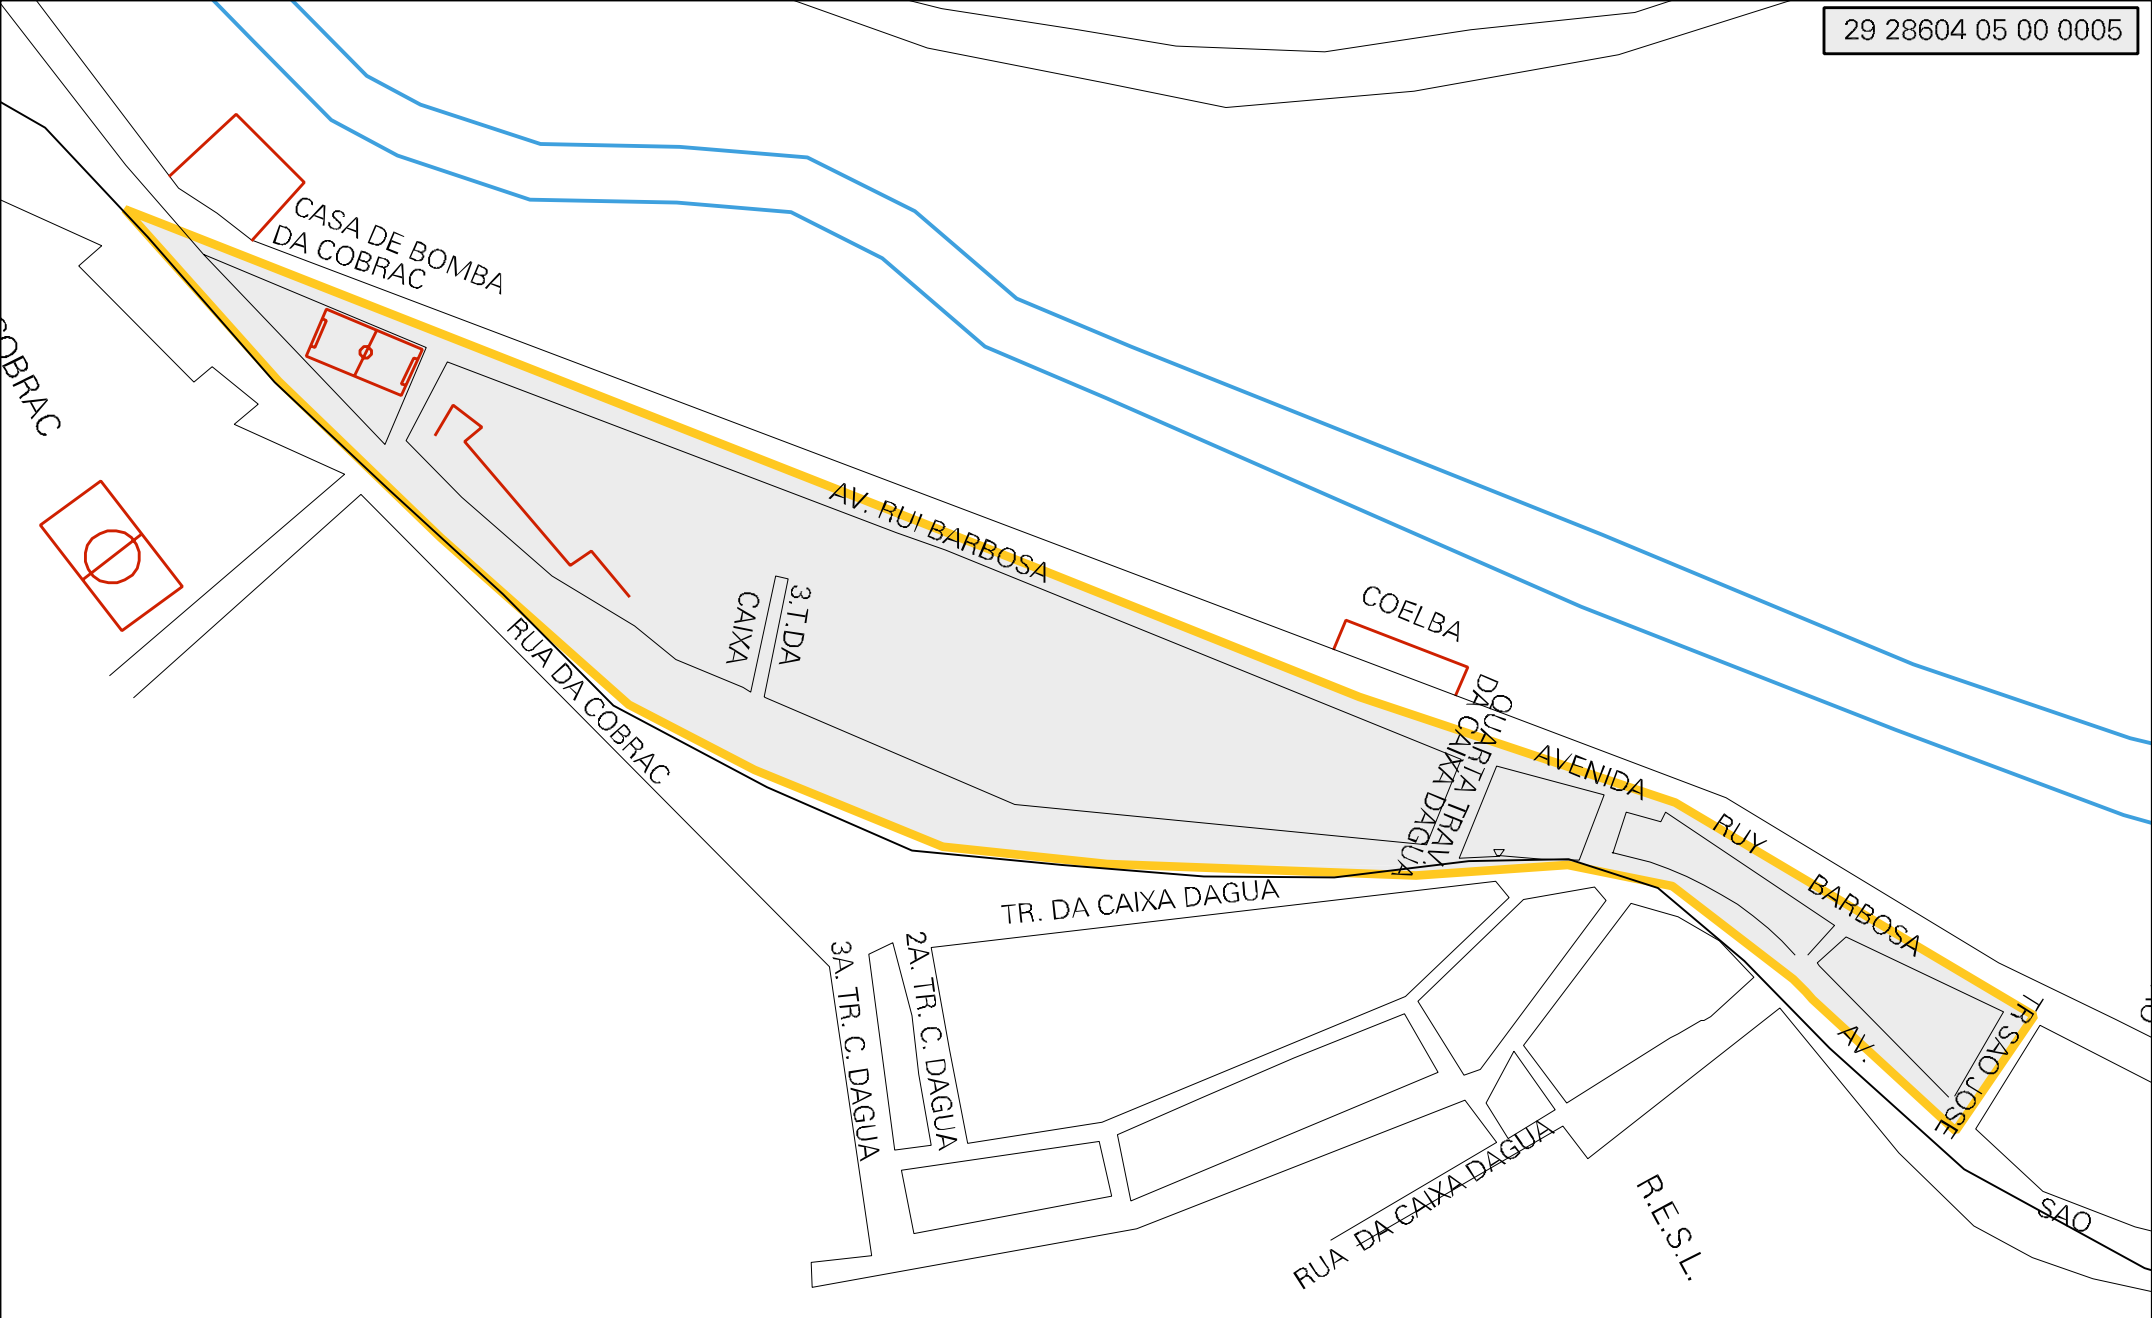 29 28604 05 00 0005
CASA DE BOMBA
DA COBRAC
COBRAC
AV. RUI BARBOSA
3.T.DA
CAIXA
RUA DA COBRAC
COELBA
QUARTA TRAV.
DA CAIXA DAGUA
AVENIDA
RUY
BARBOSA
TR SAO JOSE
AV.
TR. DA CAIXA DAGUA
3A. TR. C. DAGUA
2A. TR. C. DAGUA
RUA DA CAIXA DAGUA
R.E.S.L.
SAO